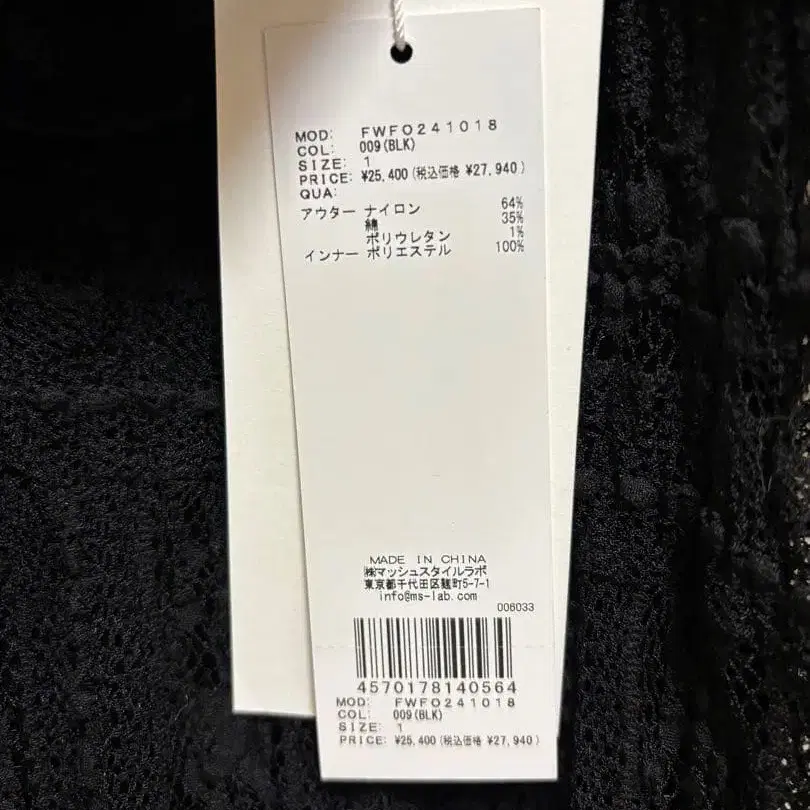 MOD: FWFO241018
COL: 009(BLK)
SIZE: 1
PRICE: ¥25,400(税込価格 ¥27,940)
QUA:
アウター ナイロン 64%
綿 35%
ポリウレタン 1%
インナー ポリエステル 100%
MADE IN CHINA
㈱マッシュスタイルラボ
東京都千代田区麹町5-7-1
info@ms-lab.com
006033
4570178140564
MOD: FWFO241018
COL: 009(BLK)
SIZE: 1
PRICE: ¥25,400(税込価格 ¥27,940)